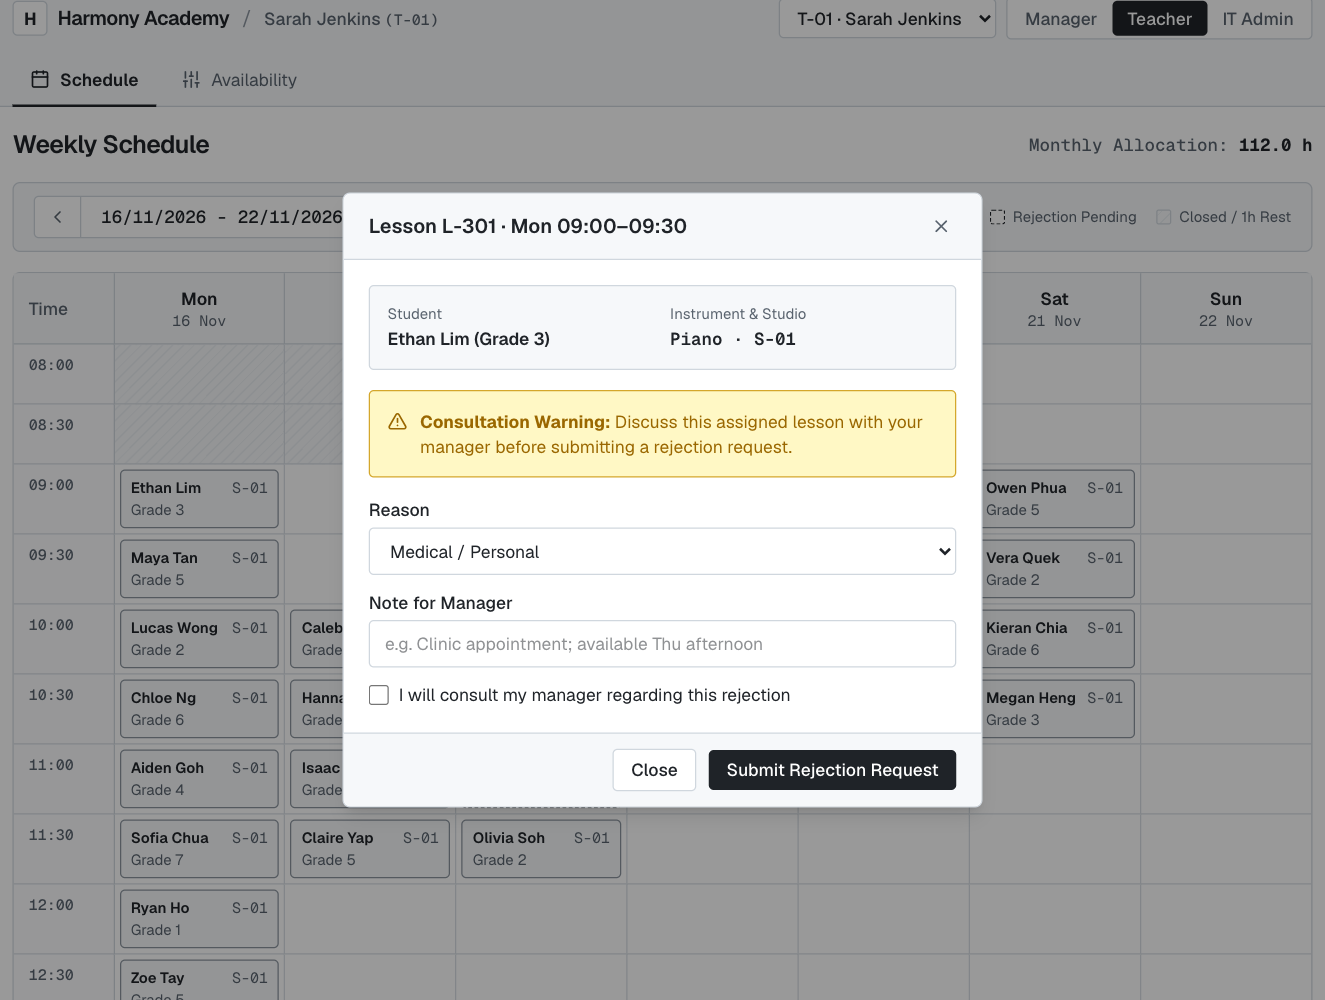 H Harmony Academy / Sarah Jenkins (T-01)
T-01 · Sarah Jenkins
Manager Teacher IT Admin
Schedule Availability
Weekly Schedule
Monthly Allocation: 112.0 h
16/11/2026 - 22/11/2026
Rejection Pending Closed / 1h Rest
Time
Mon
16 Nov
Sat
21 Nov
Sun
22 Nov
Lesson L-301 · Mon 09:00–09:30
Student
Ethan Lim (Grade 3)
Instrument & Studio
Piano · S-01
Consultation Warning: Discuss this assigned lesson with your
manager before submitting a rejection request.
Reason
Medical / Personal
Note for Manager
e.g. Clinic appointment; available Thu afternoon
I will consult my manager regarding this rejection
Close Submit Rejection Request
08:00
08:30
09:00
Ethan Lim S-01
Grade 3
Owen Phua S-01
Grade 5
09:30
Maya Tan S-01
Grade 5
Vera Quek S-01
Grade 2
10:00
Lucas Wong S-01
Grade 2
Caleb
Grade
Kieran Chia S-01
Grade 6
10:30
Chloe Ng S-01
Grade 6
Hanna
Grade
Megan Heng S-01
Grade 3
11:00
Aiden Goh S-01
Grade 4
Isaac
Grade
11:30
Sofia Chua S-01
Grade 7
Claire Yap S-01
Grade 5
Olivia Soh S-01
Grade 2
12:00
Ryan Ho S-01
Grade 1
12:30
Zoe Tay S-01
Grade 5